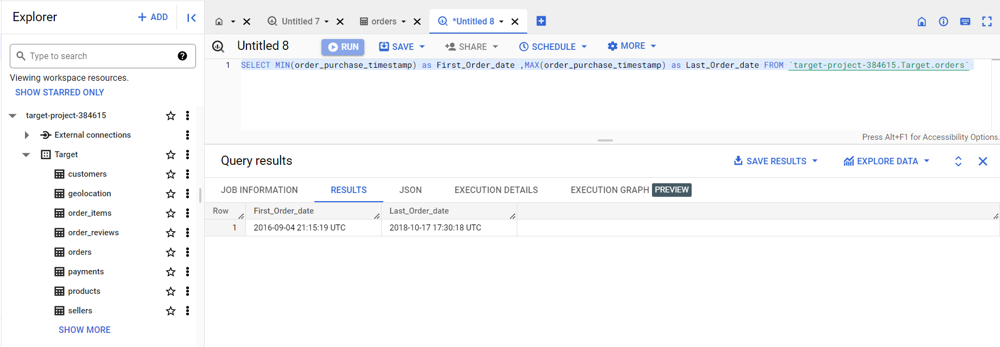 Explorer
+ ADD
Type to search
Viewing workspace resources.
SHOW STARRED ONLY
target-project-384615
External connections
Target
customers
geolocation
order_items
order_reviews
orders
payments
products
sellers
SHOW MORE
Untitled 7
orders
*Untitled 8
Untitled 8
RUN
SAVE
SHARE
SCHEDULE
MORE
1 SELECT MIN(order_purchase_timestamp) as First_Order_date ,MAX(order_purchase_timestamp) as Last_Order_date FROM `target-project-384615.Target.orders`
Press Alt+F1 for Accessibility Options.
Query results
SAVE RESULTS
EXPLORE DATA
JOB INFORMATION RESULTS JSON EXECUTION DETAILS EXECUTION GRAPH PREVIEW
Row First_Order_date Last_Order_date
1 2016-09-04 21:15:19 UTC 2018-10-17 17:30:18 UTC